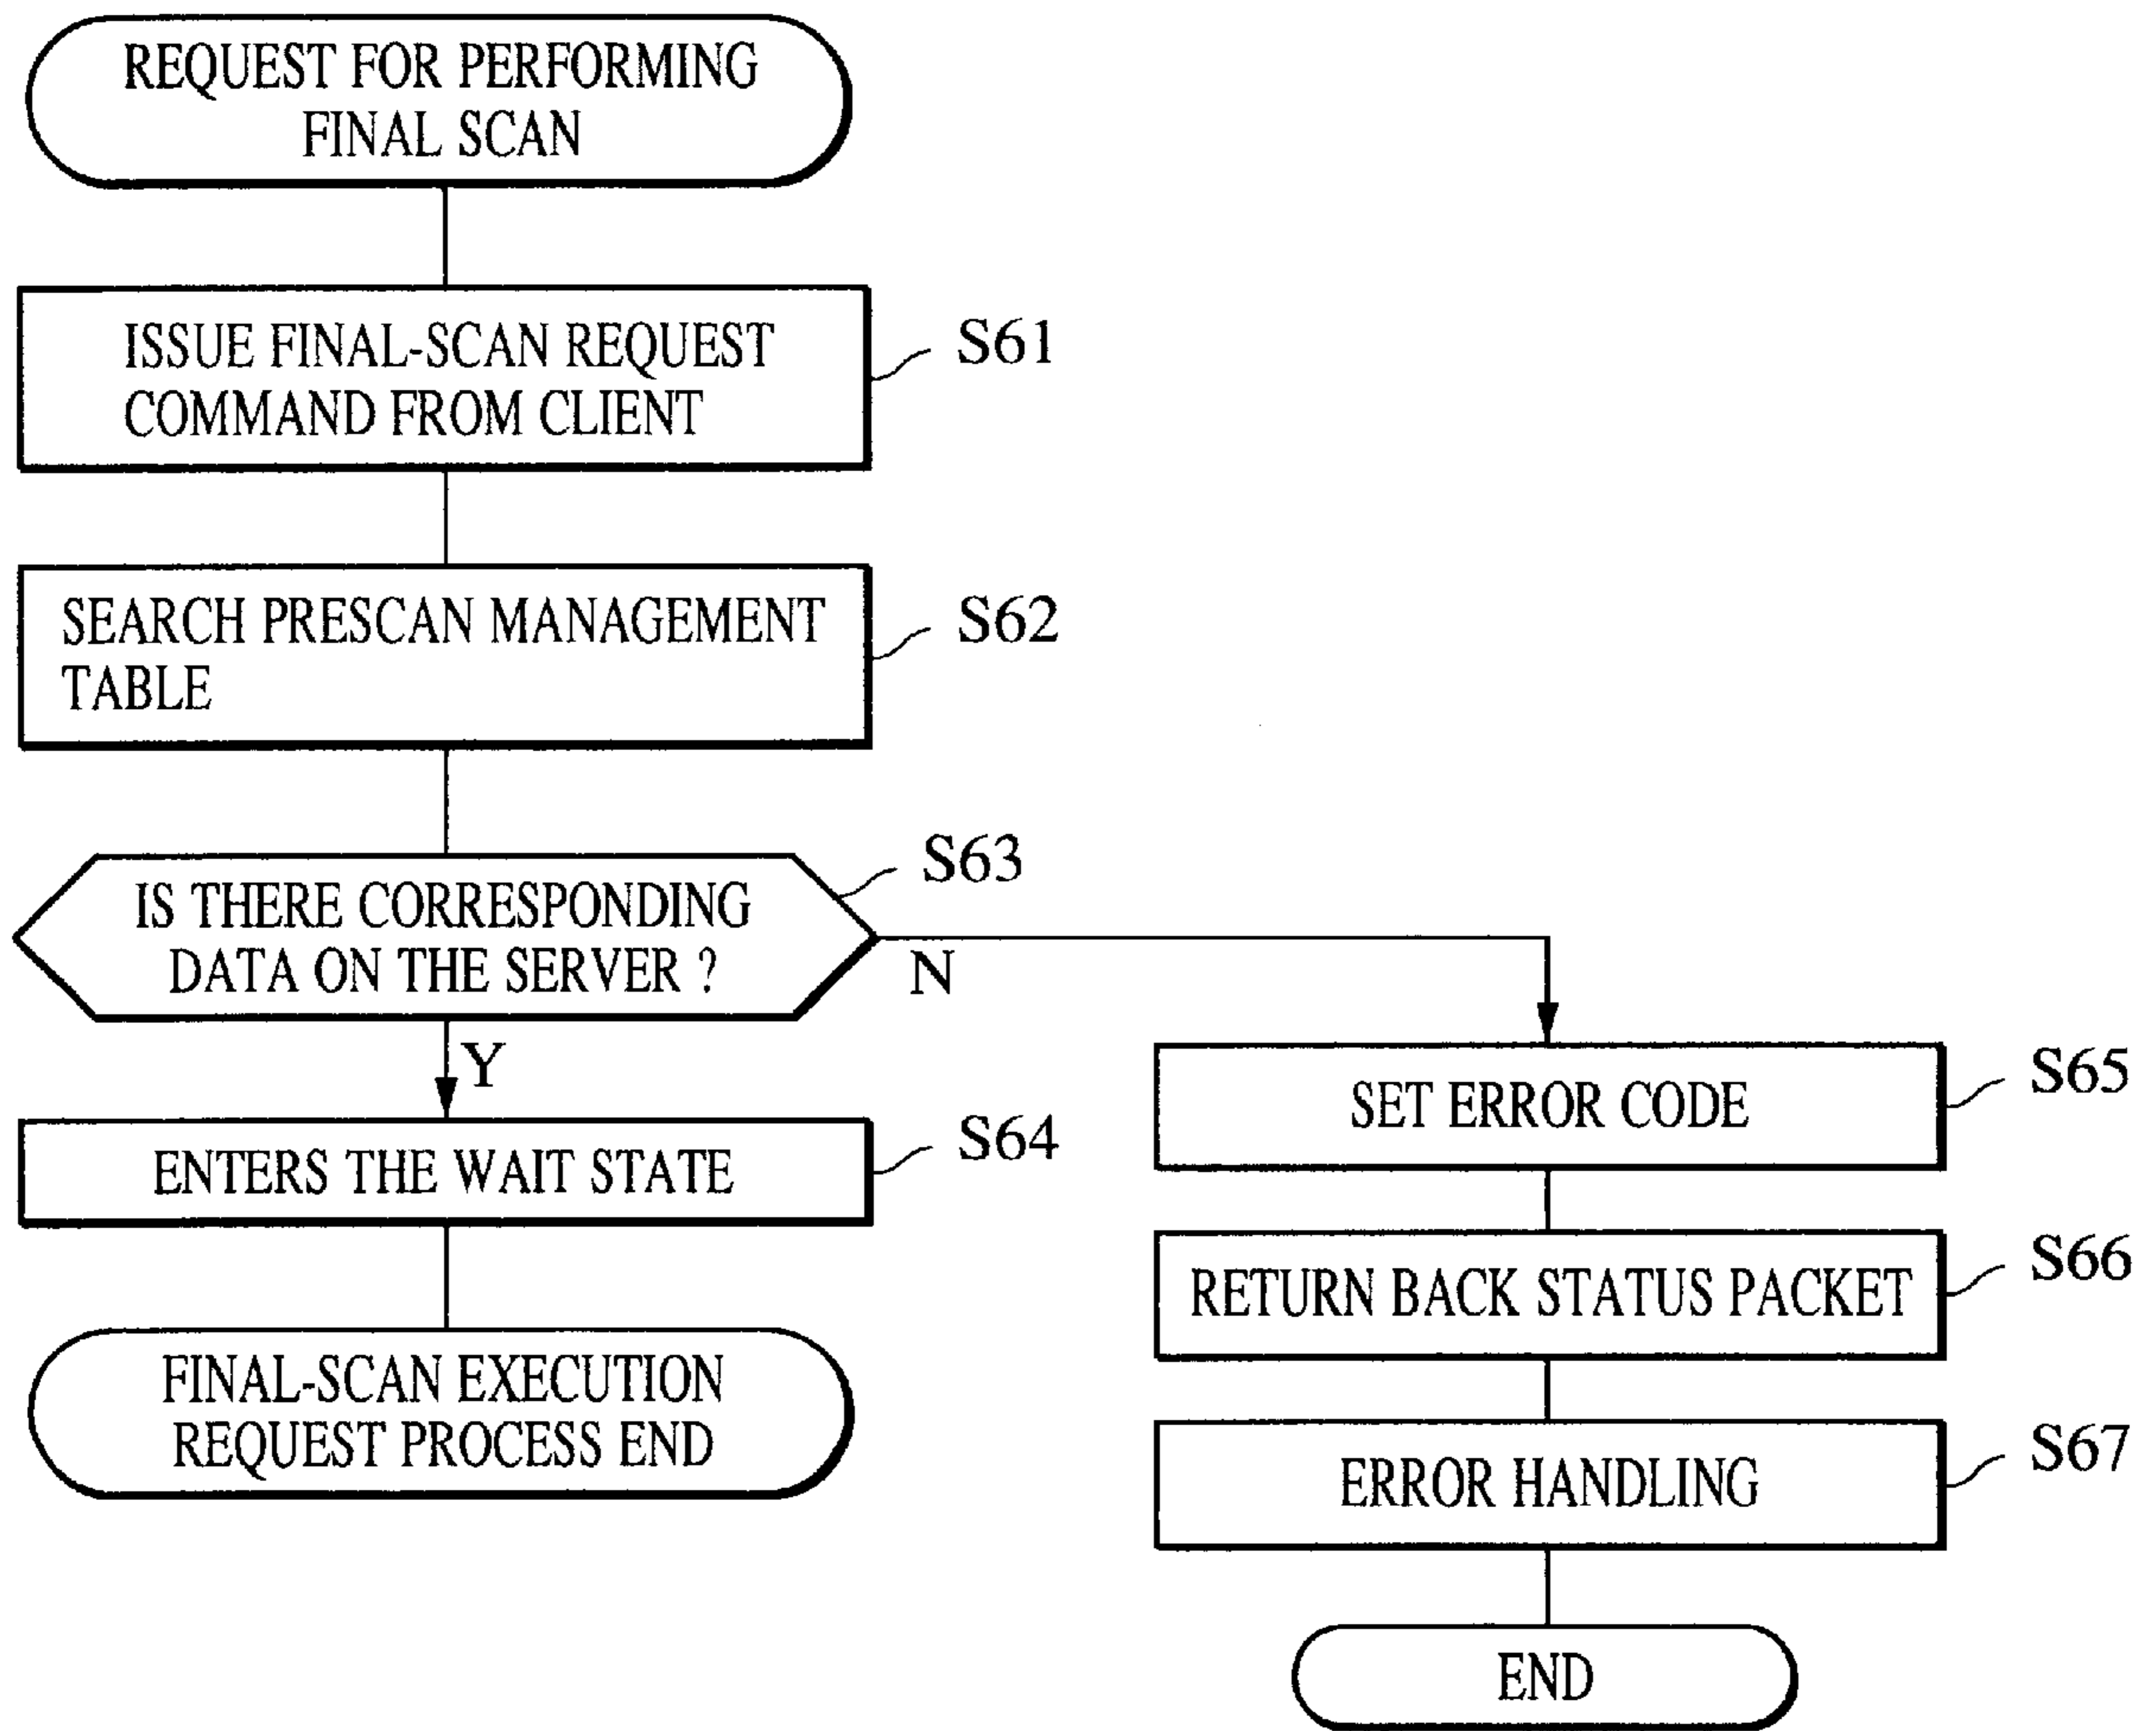 REQUEST FOR PERFORMING
FINAL SCAN
ISSUE FINAL-SCAN REQUEST
COMMAND FROM CLIENT
S61
SEARCH PRESCAN MANAGEMENT
TABLE
S62
IS THERE CORRESPONDING
DATA ON THE SERVER ?
S63
N
Y
ENTERS THE WAIT STATE
S64
FINAL-SCAN EXECUTION
REQUEST PROCESS END
SET ERROR CODE
S65
RETURN BACK STATUS PACKET
S66
ERROR HANDLING
S67
END